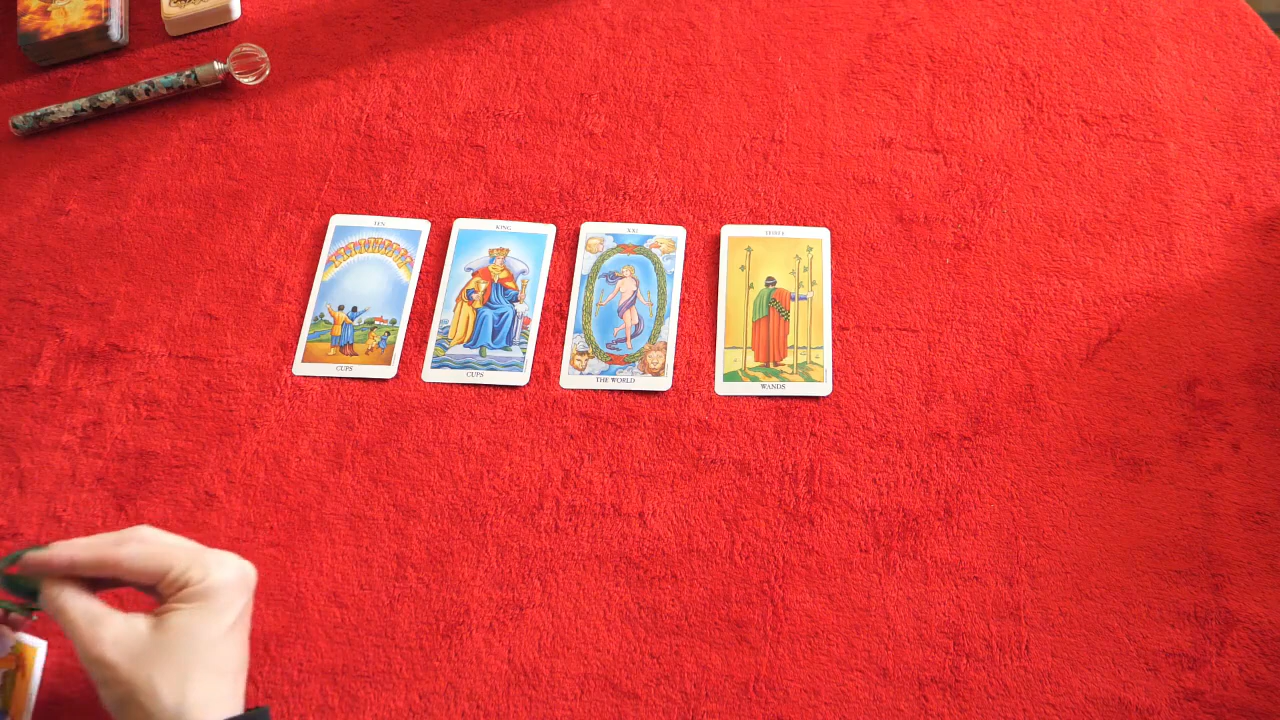 TEN
CUPS
KING
CUPS
XXI
THE WORLD
THREE
WANDS